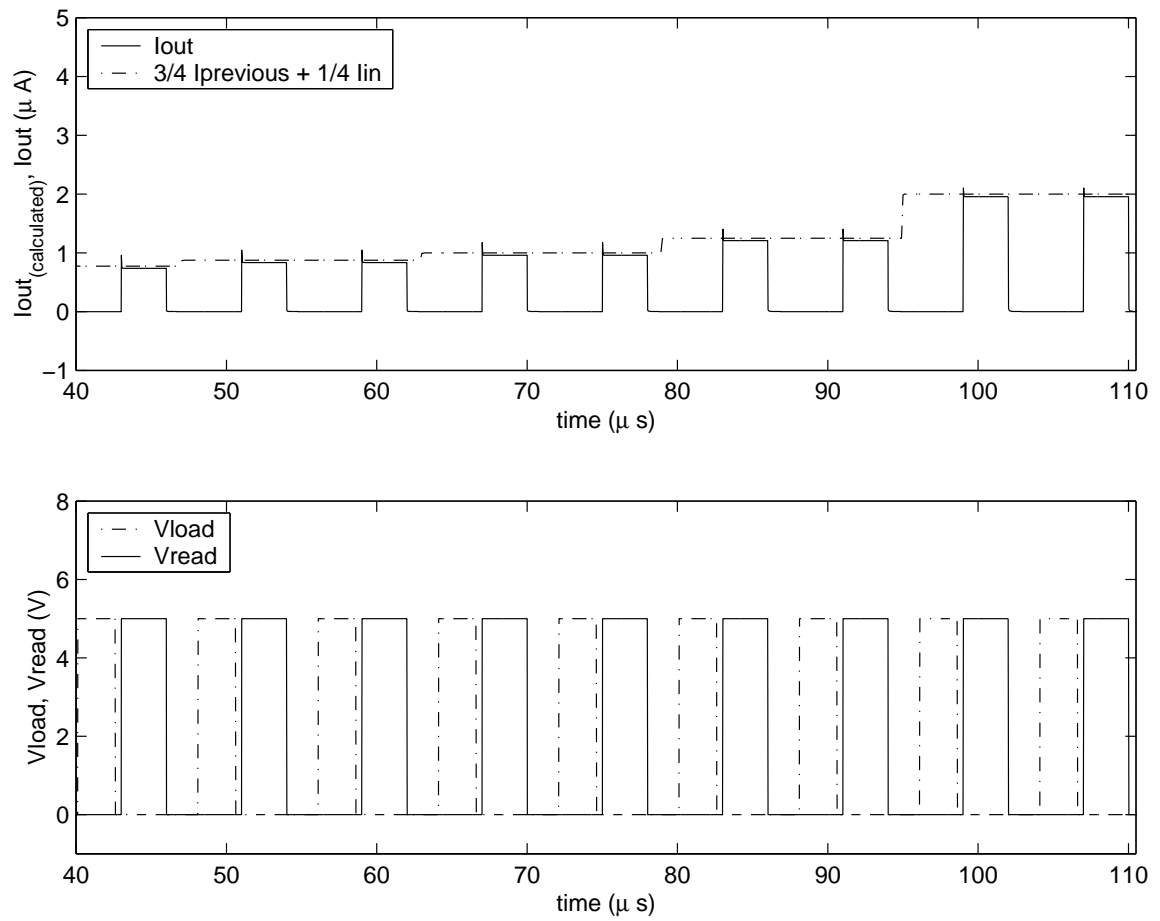 5
4
3
2
1
0
−1
Iout(calculated), Iout (μ A)
Iout
3/4 Iprevious + 1/4 Iin
40 50 60 70 80 90 100 110
time (μ s)
8
6
4
2
0
Vload, Vread (V)
Vload
Vread
40 50 60 70 80 90 100 110
time (μ s)